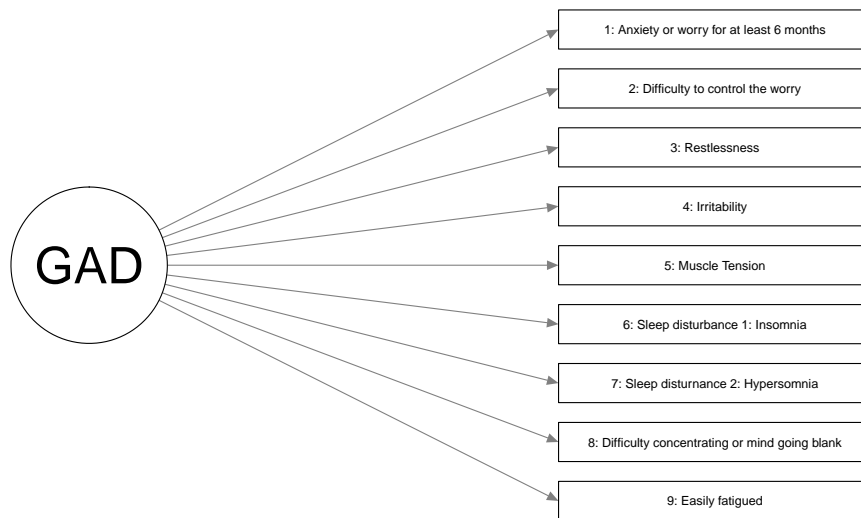 1: Anxiety or worry for at least 6 months
2: Difficulty to control the worry
3: Restlessness
4: Irritability
GAD
5: Muscle Tension
6: Sleep disturbance 1: Insomnia
7: Sleep disturnance 2: Hypersomnia
8: Difficulty concentrating or mind going blank
9: Easily fatigued